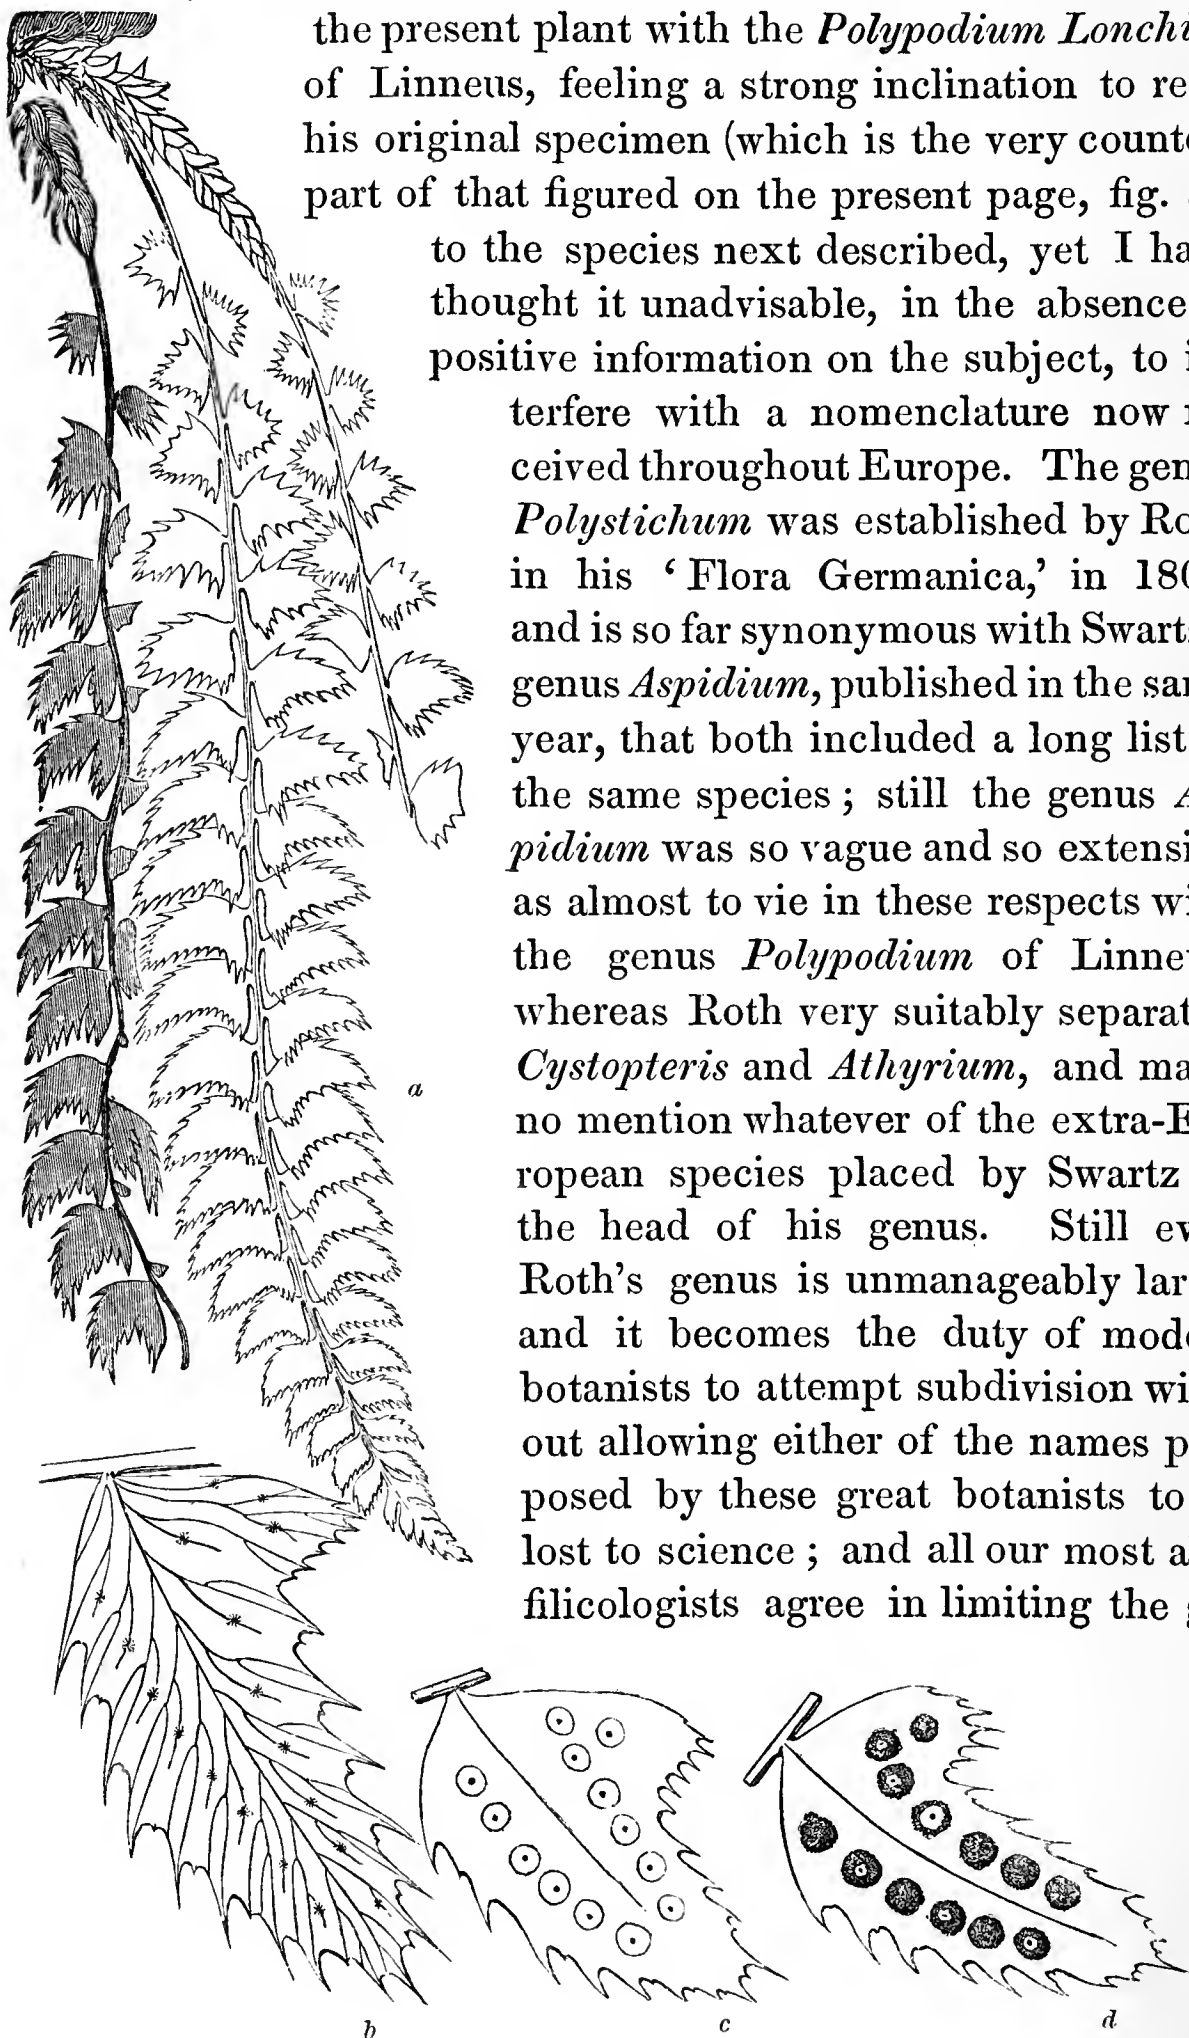 the present plant with the Polypodium Lonchi
of Linneus, feeling a strong inclination to re
his original specimen (which is the very counte
part of that figured on the present page, fig.
to the species next described, yet I ha
thought it unadvisable, in the absence
positive information on the subject, to i
terfere with a nomenclature now
ceived throughout Europe. The gen
Polystichum was established by Ro
in his ‘Flora Germanica,’ in 180
and is so far synonymous with Swart
genus Aspidium, published in the sa
year, that both included a long list
the same species; still the genus A
pidium was so vague and so extensi
as almost to vie in these respects wi
the genus Polypodium of Linne
whereas Roth very suitably separat
Cystopteris and Athyrium, and ma
no mention whatever of the extra-E
ropean species placed by Swartz
the head of his genus. Still ev
Roth's genus is unmanageably lar
and it becomes the duty of mode
botanists to attempt subdivision wi
out allowing either of the names p
posed by these great botanists to
lost to science; and all our most a
filicologists agree in limiting the g
a
b
c
d